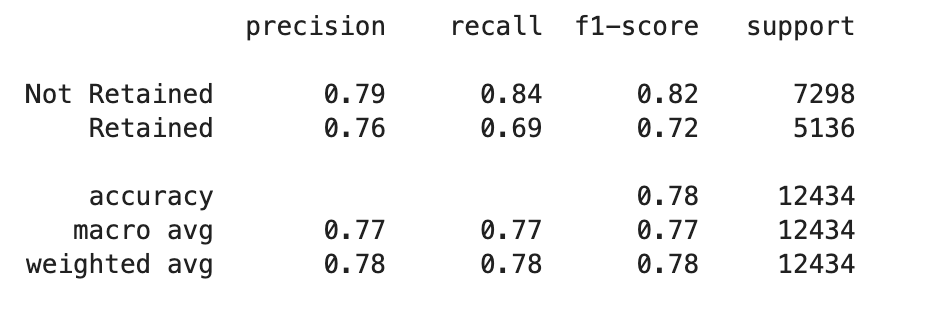 precision recall f1-score support
Not Retained 0.79 0.84 0.82 7298
Retained 0.76 0.69 0.72 5136
accuracy 0.78 12434
macro avg 0.77 0.77 0.77 12434
weighted avg 0.78 0.78 0.78 12434